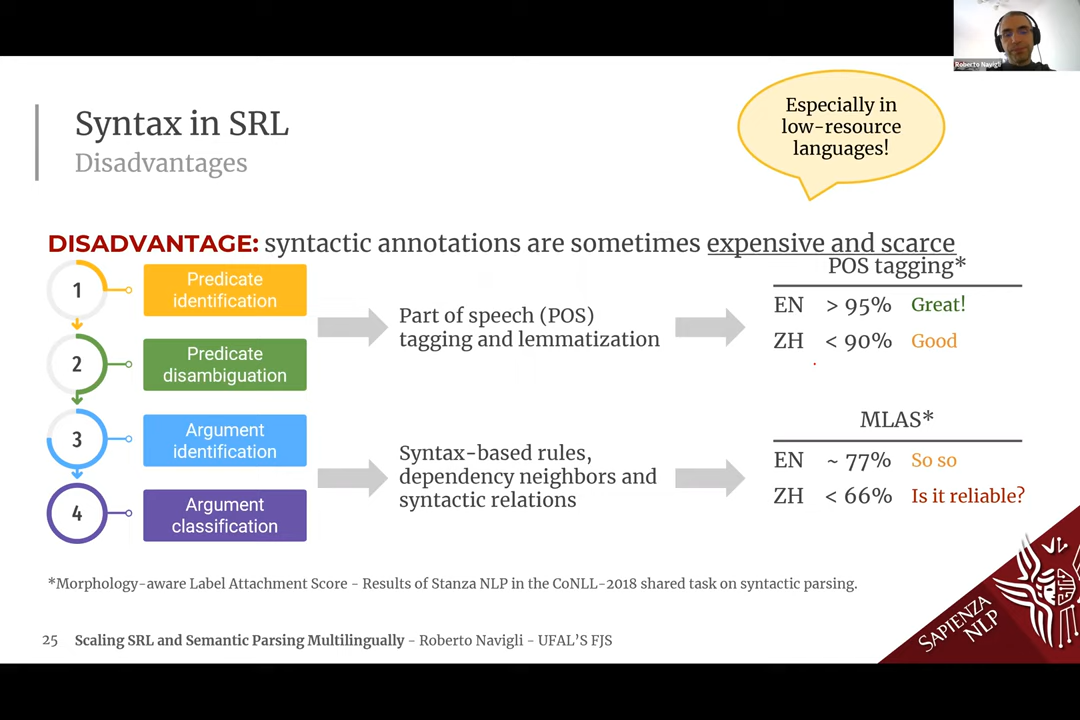 Roberto Navigli
Especially in
low-resource
languages!
Syntax in SRL
Disadvantages
DISADVANTAGE: syntactic annotations are sometimes expensive and scarce
1
Predicate
identification
2
Predicate
disambiguation
Part of speech (POS)
tagging and lemmatization
POS tagging*
EN > 95% Great!
ZH < 90% Good
3
Argument
identification
4
Argument
classification
Syntax-based rules,
dependency neighbors and
syntactic relations
MLAS*
EN ~ 77% So so
ZH < 66% Is it reliable?
*Morphology-aware Label Attachment Score - Results of Stanza NLP in the CoNLL-2018 shared task on syntactic parsing.
25 Scaling SRL and Semantic Parsing Multilingually - Roberto Navigli - UFAL'S FJS
SAPIENZA
NLP